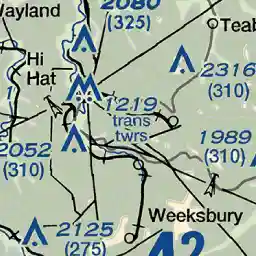 Wayland
2080
(325)
Teab
Hi
Hat
2316
(310)
1219
trans
twrs
1989
(310)
2052
(310)
Weeksbury
2125
(275)
42